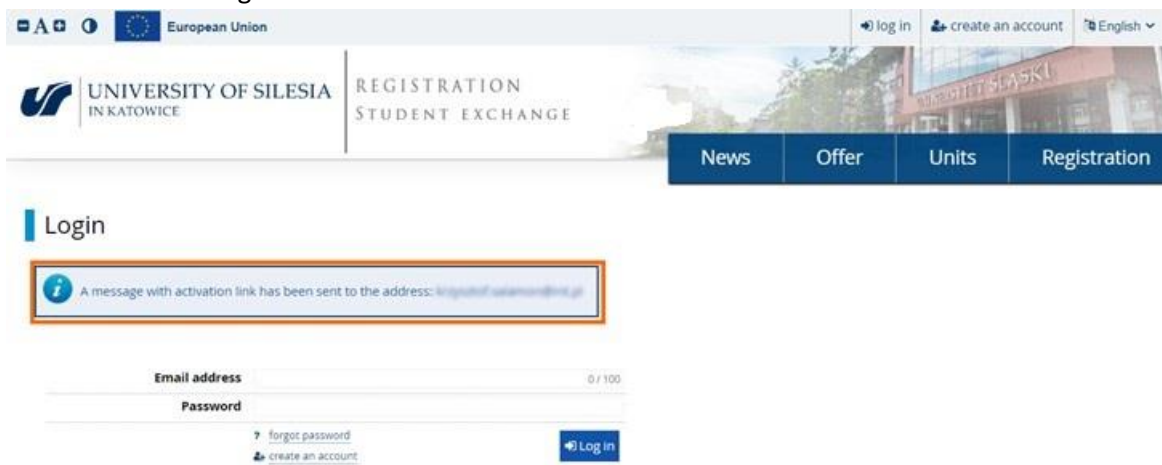 A
European Union
log in
create an account
English
UNIVERSITY OF SILESIA
IN KATOWICE
REGISTRATION
STUDENT EXCHANGE
UNIWERSYTET ŚLĄSKI
News
Offer
Units
Registration
Login
A message with activation link has been sent to the address:
Email address
0 / 100
Password
? forgot password
create an account
Log in